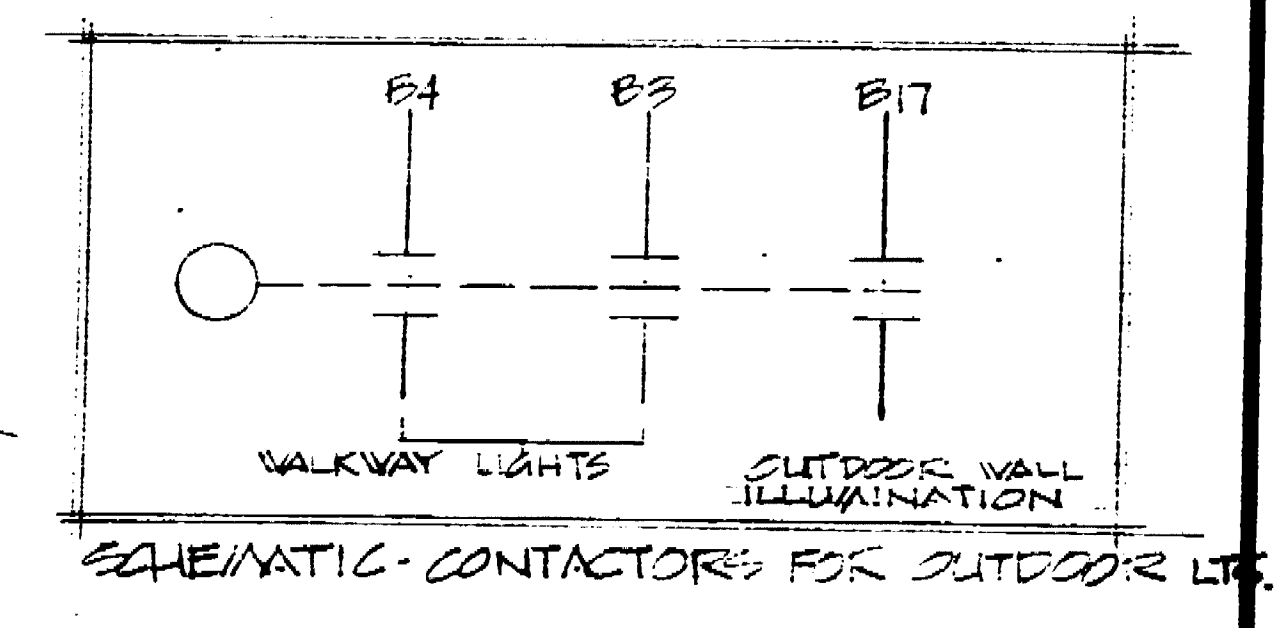 B4 B3 B17
WALKWAY LIGHTS
OUTDOOR WALL
ILLUMINATION
SCHEMATIC - CONTACTORS FOR OUTDOOR LTS.